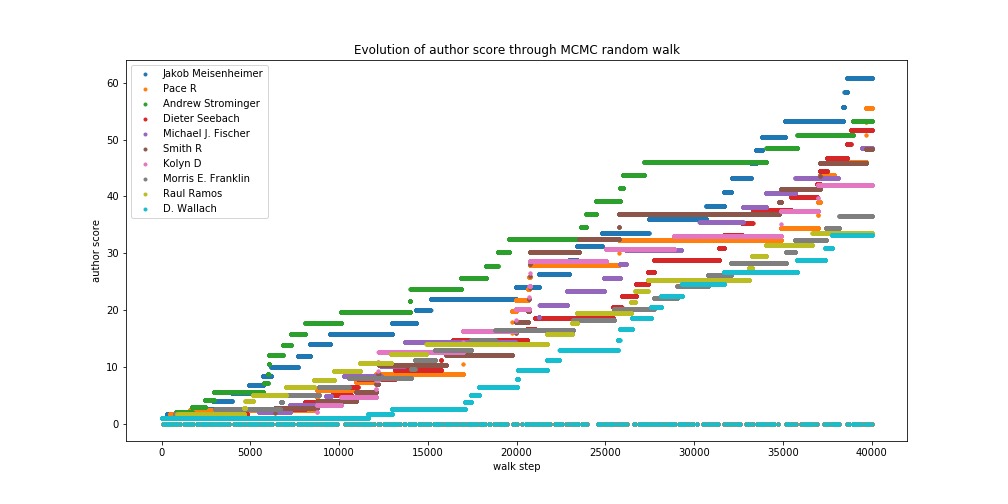 Evolution of author score through MCMC random walk
author score
60
50
40
30
20
10
0
Jakob Meisenheimer
Pace R
Andrew Strominger
Dieter Seebach
Michael J. Fischer
Smith R
Kolyn D
Morris E. Franklin
Raul Ramos
D. Wallach
0 5000 10000 15000 20000 25000 30000 35000 40000
walk step